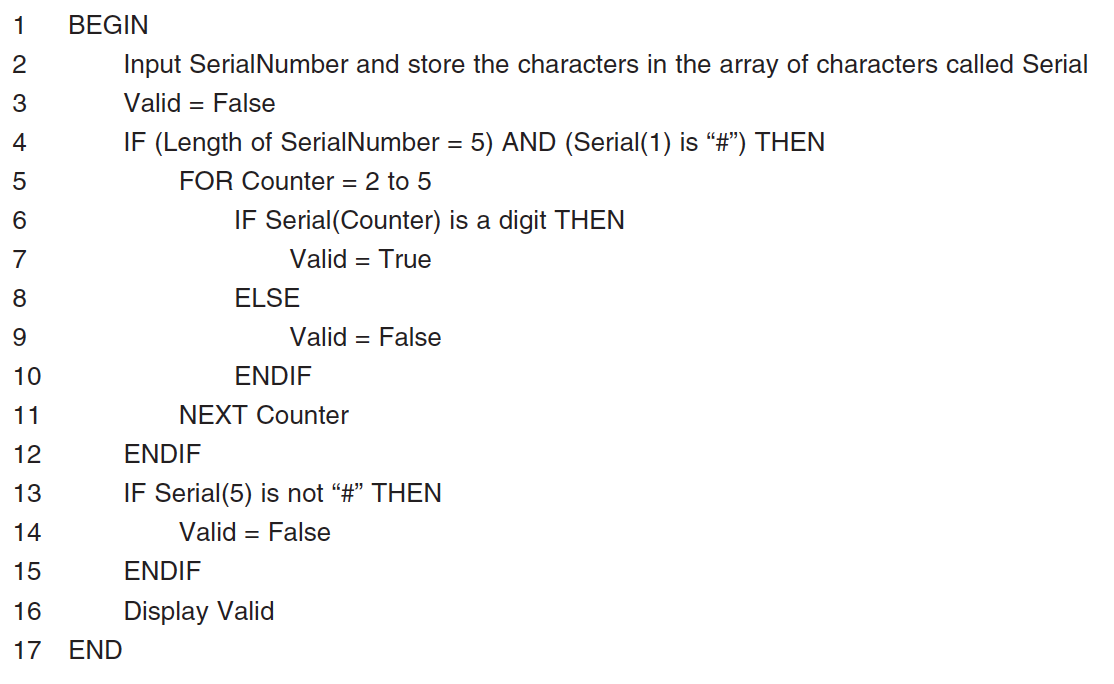 1 BEGIN
2 Input SerialNumber and store the characters in the array of characters called Serial
3 Valid = False
4 IF (Length of SerialNumber = 5) AND (Serial(1) is “#”) THEN
5 FOR Counter = 2 to 5
6 IF Serial(Counter) is a digit THEN
7 Valid = True
8 ELSE
9 Valid = False
10 ENDIF
11 NEXT Counter
12 ENDIF
13 IF Serial(5) is not “#” THEN
14 Valid = False
15 ENDIF
16 Display Valid
17 END